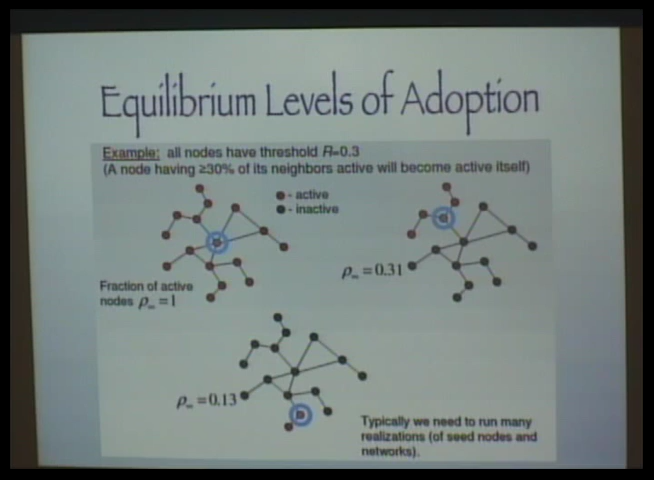 Equilibrium Levels of Adoption
Example: all nodes have threshold R=0.3
(A node having ≥30% of its neighbors active will become active itself)
- active
- inactive
ρ∞ = 0.31
Fraction of active
nodes ρ∞ = 1
ρ∞ = 0.13
Typically we need to run many
realizations (of seed nodes and
networks).